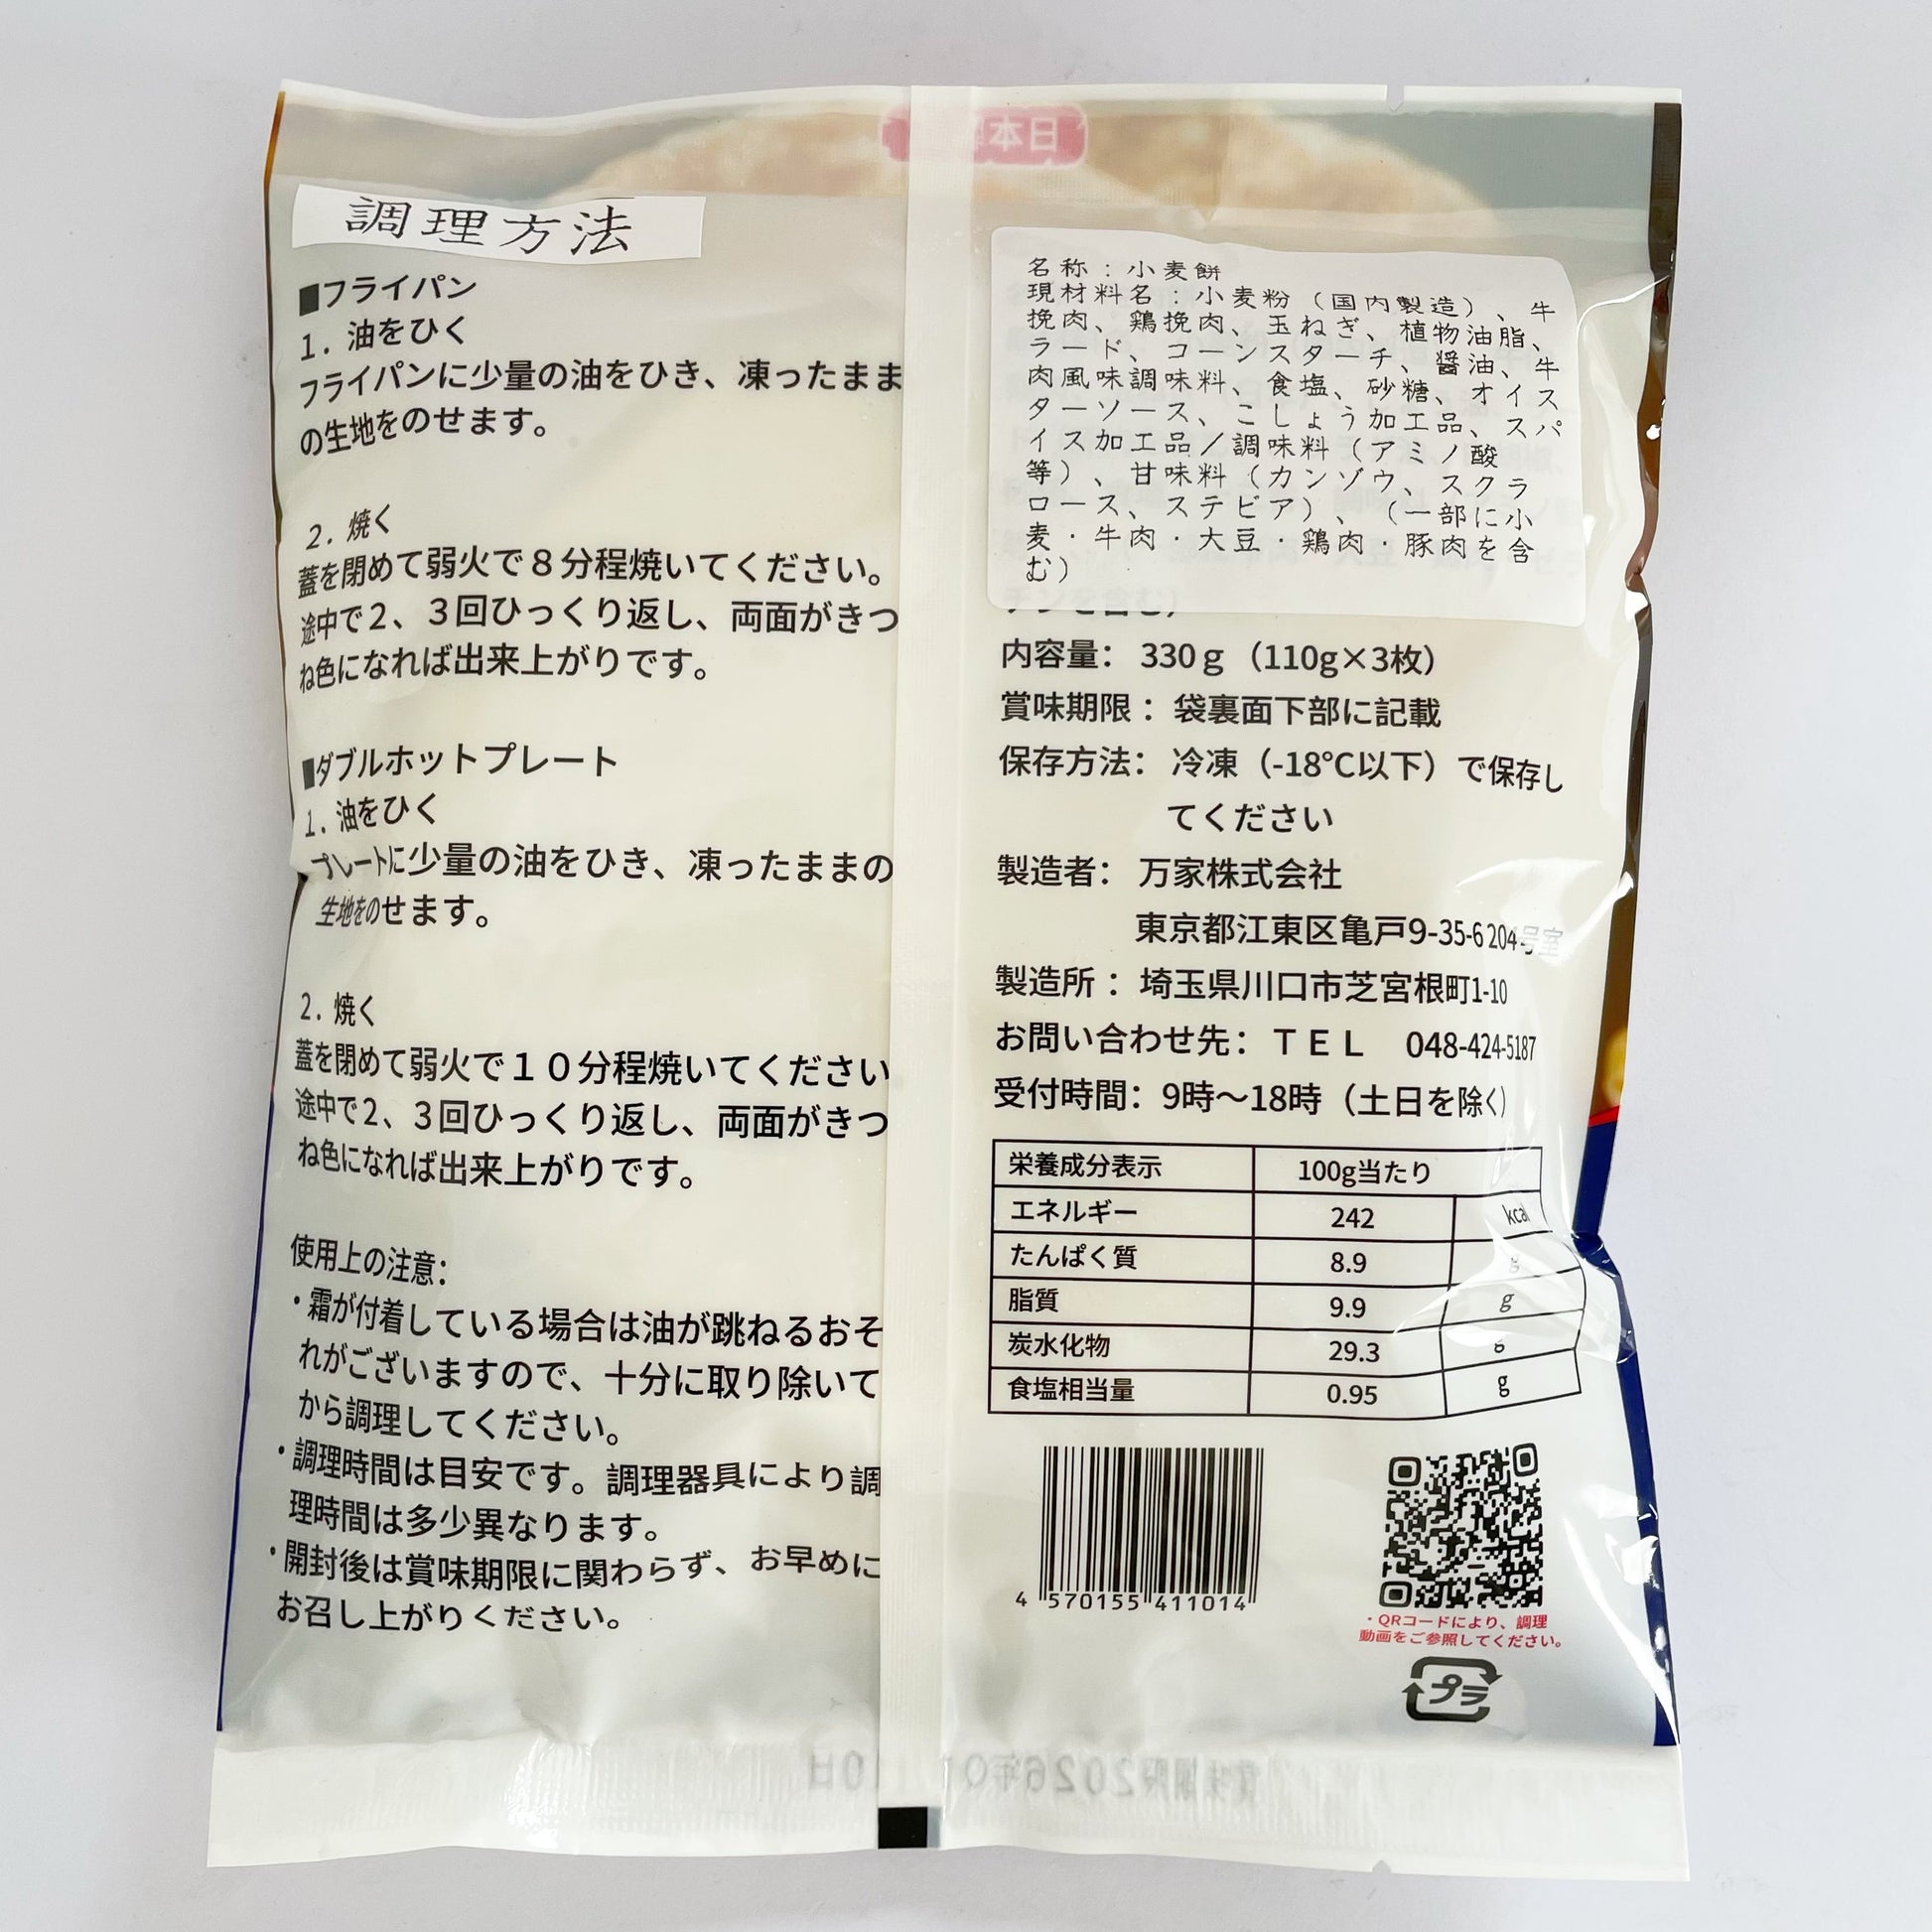 日本
調理方法
■フライパン
1. 油をひく
フライパンに少量の油をひき、凍ったまま
の生地をのせます。
2. 焼く
蓋を閉めて弱火で８分程焼いてください。
途中で２、３回ひっくり返し、両面がきつ
ね色になれば出来上がりです。
■ダブルホットプレート
1. 油をひく
プレートに少量の油をひき、凍ったままの
生地をのせます。
2. 焼く
蓋を閉めて弱火で１０分程焼いてください
途中で２、３回ひっくり返し、両面がきつ
ね色になれば出来上がりです。
使用上の注意：
・霜が付着している場合は油が跳ねるおそ
れがございますので、十分に取り除いて
から調理してください。
・調理時間は目安です。調理器具により調
理時間は多少異なります。
・開封後は賞味期限に関わらず、お早めに
お召し上がりください。
名称：小麦餅
現材料名：小麦粉（国内製造）、牛
挽肉、鶏挽肉、玉ねぎ、植物油脂、
ラード、コーンスターチ、醤油、牛
肉風味調味料、食塩、砂糖、オイス
ターソース、こしょう加工品、スパ
イス加工品／調味料（アミノ酸
等）、甘味料（カンゾウ、スクラ
ロース、ステビア）、（一部に小
麦・牛肉・大豆・鶏肉・豚肉を含
む）
チンを含む）
内容量： 330ｇ（110g×3枚）
賞味期限：袋裏面下部に記載
保存方法： 冷凍（-18℃以下）で保存し
てください
製造者： 万家株式会社
東京都江東区亀戸9-35-6 204号室
製造所：埼玉県川口市芝宮根町1-10
お問い合わせ先：ＴＥＬ 048-424-5187
受付時間：9時～18時（土日を除く）
栄養成分表示 100g当たり
エネルギー 242 kcal
たんぱく質 8.9 g
脂質 9.9 g
炭水化物 29.3 g
食塩相当量 0.95 g
4 570155 411014
・QRコードにより、調理
動画をご参照してください。
プラ
賞味期限2026年0 10日